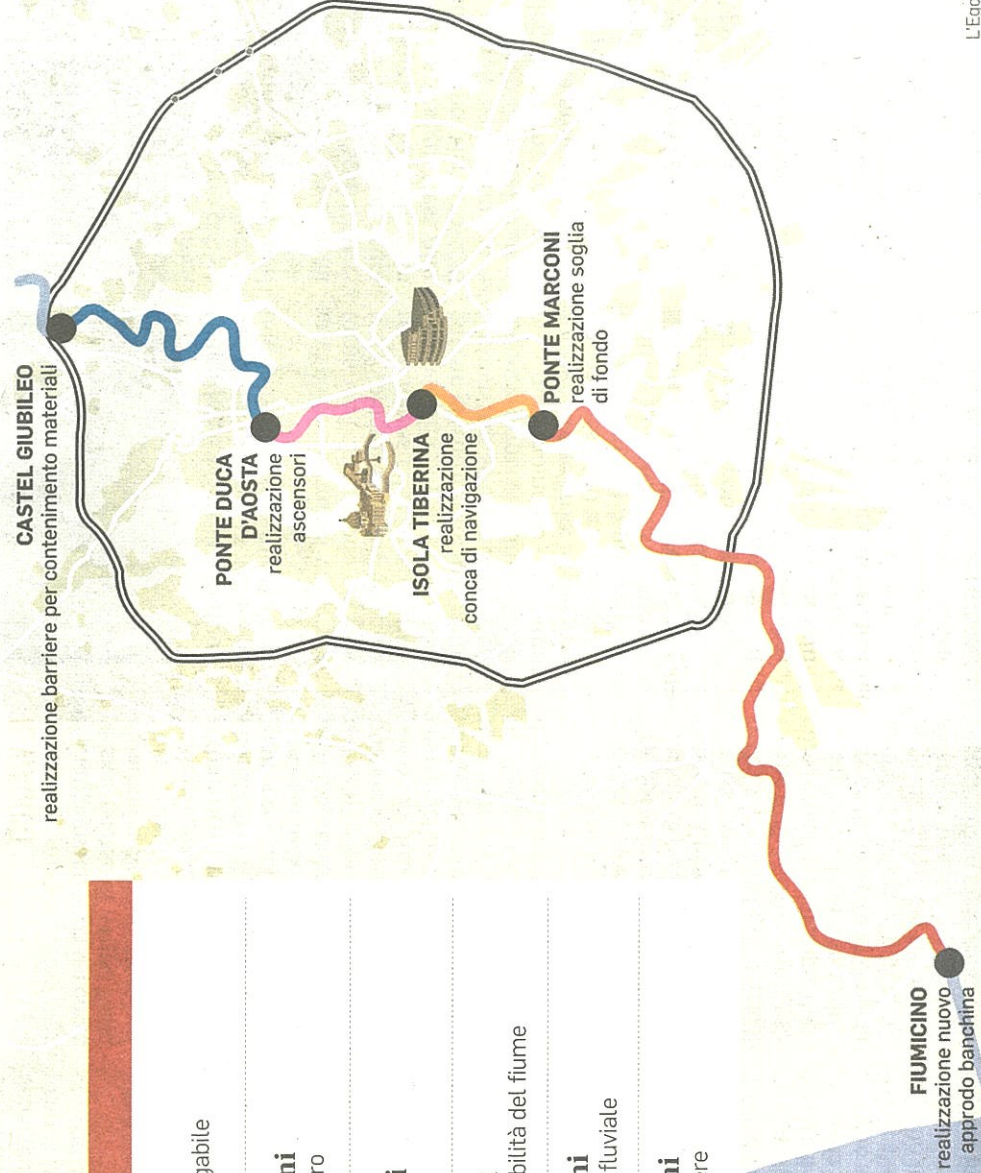 CASTEL GIUBILEO
realizzazione barriere per contenimento materiali
PONTE DUCA
D'AOSTA
realizzazione
ascensori
ISOLA TIBERINA
realizzazione
conca di navigazione
PONTE MARCONI
realizzazione soglia
di fondo
FIUMICINO
realizzazione nuovo
approdo banchina
gabile
ni
ro
i
bilità del fiume
ni
fluviale
ni
re
L'Ego